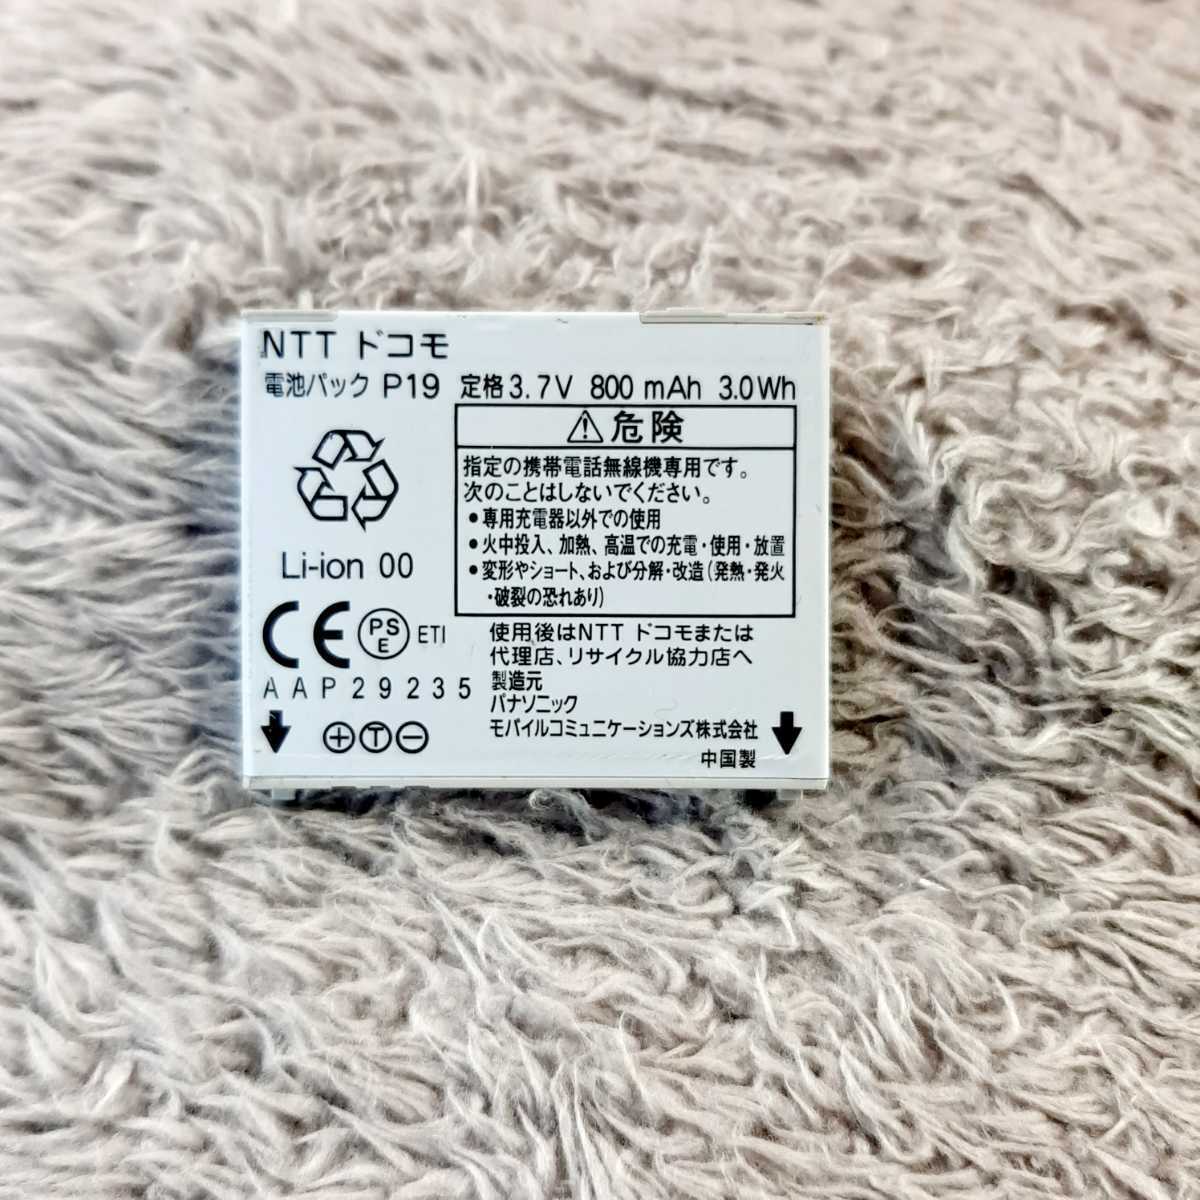 NTT ドコモ
電池パック P19 定格3.7V 800 mAh 3.0Wh
危険
指定の携帯電話無線機専用です。
次のことはしないでください。
●専用充電器以外での使用
●火中投入、加熱、高温での充電・使用・放置
●変形やショート、および分解・改造(発熱・発火
・破裂の恐れあり)
Li-ion 00
CE PSE ETI
AAP29235
使用後はNTT ドコモまたは
代理店、リサイクル協力店へ
製造元
パナソニック
モバイルコミュニケーションズ株式会社
中国製
+ T −